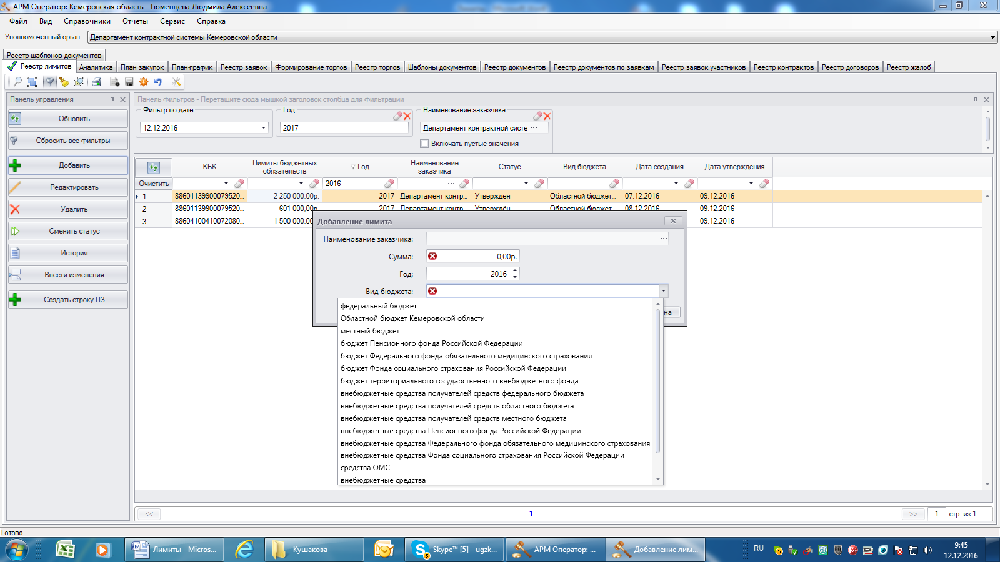 АРМ Оператор: Кемеровская область   Тюменцева Людмила Алексеевна
Файл Вид Справочники Отчеты Сервис Справка
Уполномоченный орган Департамент контрактной системы Кемеровской области
Реестр шаблонов документов
Реестр лимитов Аналитика План закупок План-график Реестр заявок Формирование торгов Реестр торгов Шаблоны документов Реестр документов Реестр документов по заявкам Реестр заявок участников Реестр контрактов Реестр договоров Реестр жалоб
Панель управления
Обновить
Сбросить все фильтры
Добавить
Редактировать
Удалить
Сменить статус
История
Внести изменения
Создать строку ПЗ
Панель Фильтров - Перетащите сюда мышкой заголовок столбца для Фильтрации
Фильтр по дате Год Наименование заказчика
12.12.2016 2017 Департамент контрактной систе ...
Включать пустые значения
КБК Лимиты бюджетных обязательств Год Наименование заказчика Статус Вид бюджета Дата создания Дата утверждения
Очистить 2016 ...
1 88601139900079520... 2 250 000,00р. 2017 Департамент контр... Утверждён Областной бюджет... 07.12.2016 09.12.2016
2 88601139900079520... 601 000,00р. 2017 Департамент контр... Утверждён Областной бюджет... 08.12.2016 09.12.2016
3 88604100410072080... 1 500 000,00 09.12.2016
Добавление лимита
Наименование заказчика: ...
Сумма: 0,00р.
Год: 2016
Вид бюджета:
на
федеральный бюджет
Областной бюджет Кемеровской области
местный бюджет
бюджет Пенсионного фонда Российской Федерации
бюджет Федерального фонда обязательного медицинского страхования
бюджет Фонда социального страхования Российской Федерации
бюджет территориального государственного внебюджетного фонда
внебюджетные средства получателей средств федерального бюджета
внебюджетные средства получателей средств областного бюджета
внебюджетные средства получателей средств местного бюджета
внебюджетные средства Пенсионного фонда Российской Федерации
внебюджетные средства Федерального фонда обязательного медицинского страхования
внебюджетные средства Фонда социального страхования Российской Федерации
средства ОМС
внебюджетные средства
<< 1 >> 1 стр. из 1
Готово
Лимиты - Micros... Кушакова Skype™ [5] - ugzk... АРМ Оператор: ... Добавление лим... RU 9:45
12.12.2016